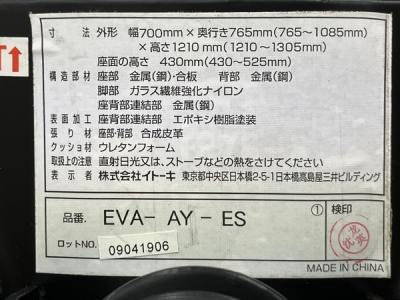 寸　法　外形　幅700mm×奥行き765mm(765〜1085mm)
×高さ1210mm（1210〜1305mm）
座面の高さ　430mm(430〜525mm)
構造部材　座部　金属(鋼)・合板　背部　金属(鋼)
脚部　ガラス繊維強化ナイロン
座背部連結部　金属(鋼)
表面加工　座背部連結部　エポキシ樹脂塗装
張り材　座部・背部　合成皮革
クッション材　ウレタンフォーム
取扱上の注意　直射日光又は、ストーブなどの熱をさけてください
表示者　株式会社イトーキ　東京都中央区日本橋2-5-1日本橋高島屋三井ビルディング
品番.　EVA- AY - ES　①　検印
ロットNO.　09041906
MADE IN CHINA